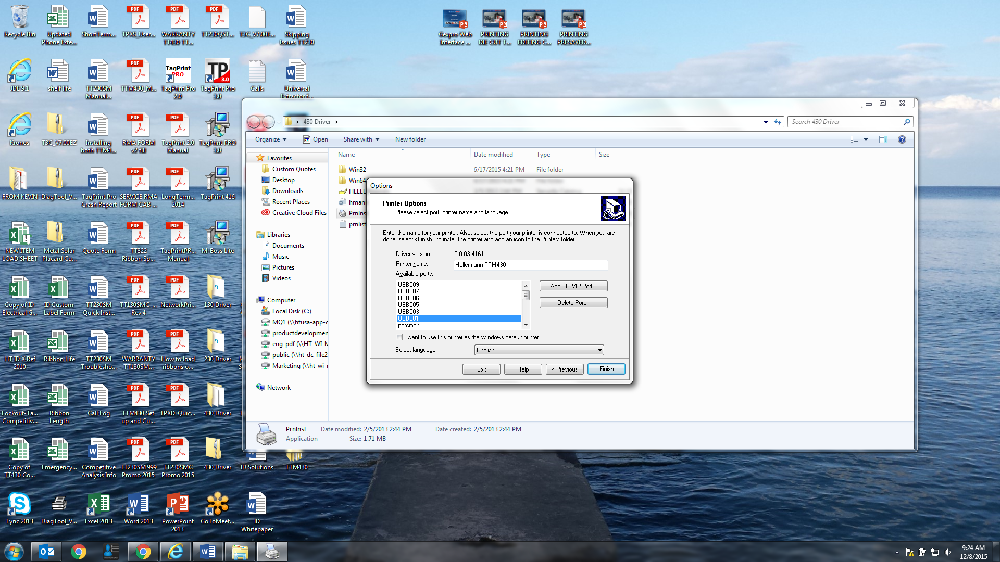 Recycle Bin
Updated
Phone Exte...
ShortTerm...
TPXS_User...
WARRANTY
TT430 TT...
TT230QST...
T3C_V7.00E...
Skipping
Issues TT230
Gexpro Web
Interface ...
PRINTING
DIE CUT T...
PRINTING
EDITING C...
PRINTING
PRESAVED...
JDE 9.1
shelf life
TT230SM
Manual...
TTM430_M...
TagPrint
PRO
TagPrint Pro
2.0
TP
3.0
TagPrint Pro
3.0
Calls
Universal
Extractor f...
Kronos
T3C_V7.00EZ
Installing
both TTM4...
RMA FORM
v2 fill
TagPrint 2.0
Manual
TagPrint PRO
3.0
FROM KEVIN
DiagTool_V...
TagPrint Pro
Crash Report
SERVICE RMA
FORM CAB ...
LongTerm...
2014
TagPrint 416
NEW ITEM
LOAD SHEET
Metal Solar
Placard Cu...
Quote Form
TT822
Ribbon Sp...
TagPrintPR...
Manual
M-Boss Lite
Copy of ID
Electrical G...
ID Custom
Label Form
TT230SM
Quick Inst...
TT130SMC_...
Rev 4
NetworkPri...
130 Driver
HT ID X Ref
2010
Ribbon Life
TT230SM
Troublesho...
WARRANTY
TT130SM...
How to load
ribbons o...
230 Driver
Lockout-Ta...
Competitiv...
Ribbon
Length
Call Log
TTM430 Set
up and Cu...
TPXD_Quic...
430 Driver
Copy of
TT430 Co...
Emergency...
Competitive
Analysis Info
TT230SM 999
Promo 2015
TT230SMC
Promo 2015
430 Driver
ID Solutions
TTM430
Lync 2013
DiagTool_V...
Excel 2013
Word 2013
PowerPoint
2013
GoToMeet...
ID
Whitepaper
430 Driver
Search 430 Driver
Organize
Open
Share with
New folder
Name
Date modified
Type
Size
Favorites
Custom Quotes
Desktop
Downloads
Recent Places
Creative Cloud Files
Libraries
Documents
Music
Pictures
Videos
Computer
Local Disk (C:)
MQ1 (\\htusa-app-c
productdevelopmen
eng-pdf (\\HT-WI-M
public (\\ht-dc-file2
Marketing (\\ht-wi-r
Network
Win32
6/17/2015 4:21 PM
File folder
Win64
HELLE
hmann
PrnIns
prnlist
Options
Printer Options
Please select port, printer name and language.
Enter the name for your printer. Also, select the port your printer is connected to. When you are
done, select <Finish> to install the printer and add an icon to the Printers folder.
Driver version:
5.0.03.4161
Printer name:
Hellermann TTM430
Available ports:
USB009
USB007
USB006
USB005
USB003
USB001
pdfcmon
Add TCP/IP Port...
Delete Port...
I want to use this printer as the Windows default printer.
Select language:
English
Exit
Help
< Previous
Finish
PrnInst
Date modified: 2/5/2013 2:44 PM
Date created: 2/5/2013 2:44 PM
Application
Size: 1.71 MB
9:24 AM
12/8/2015